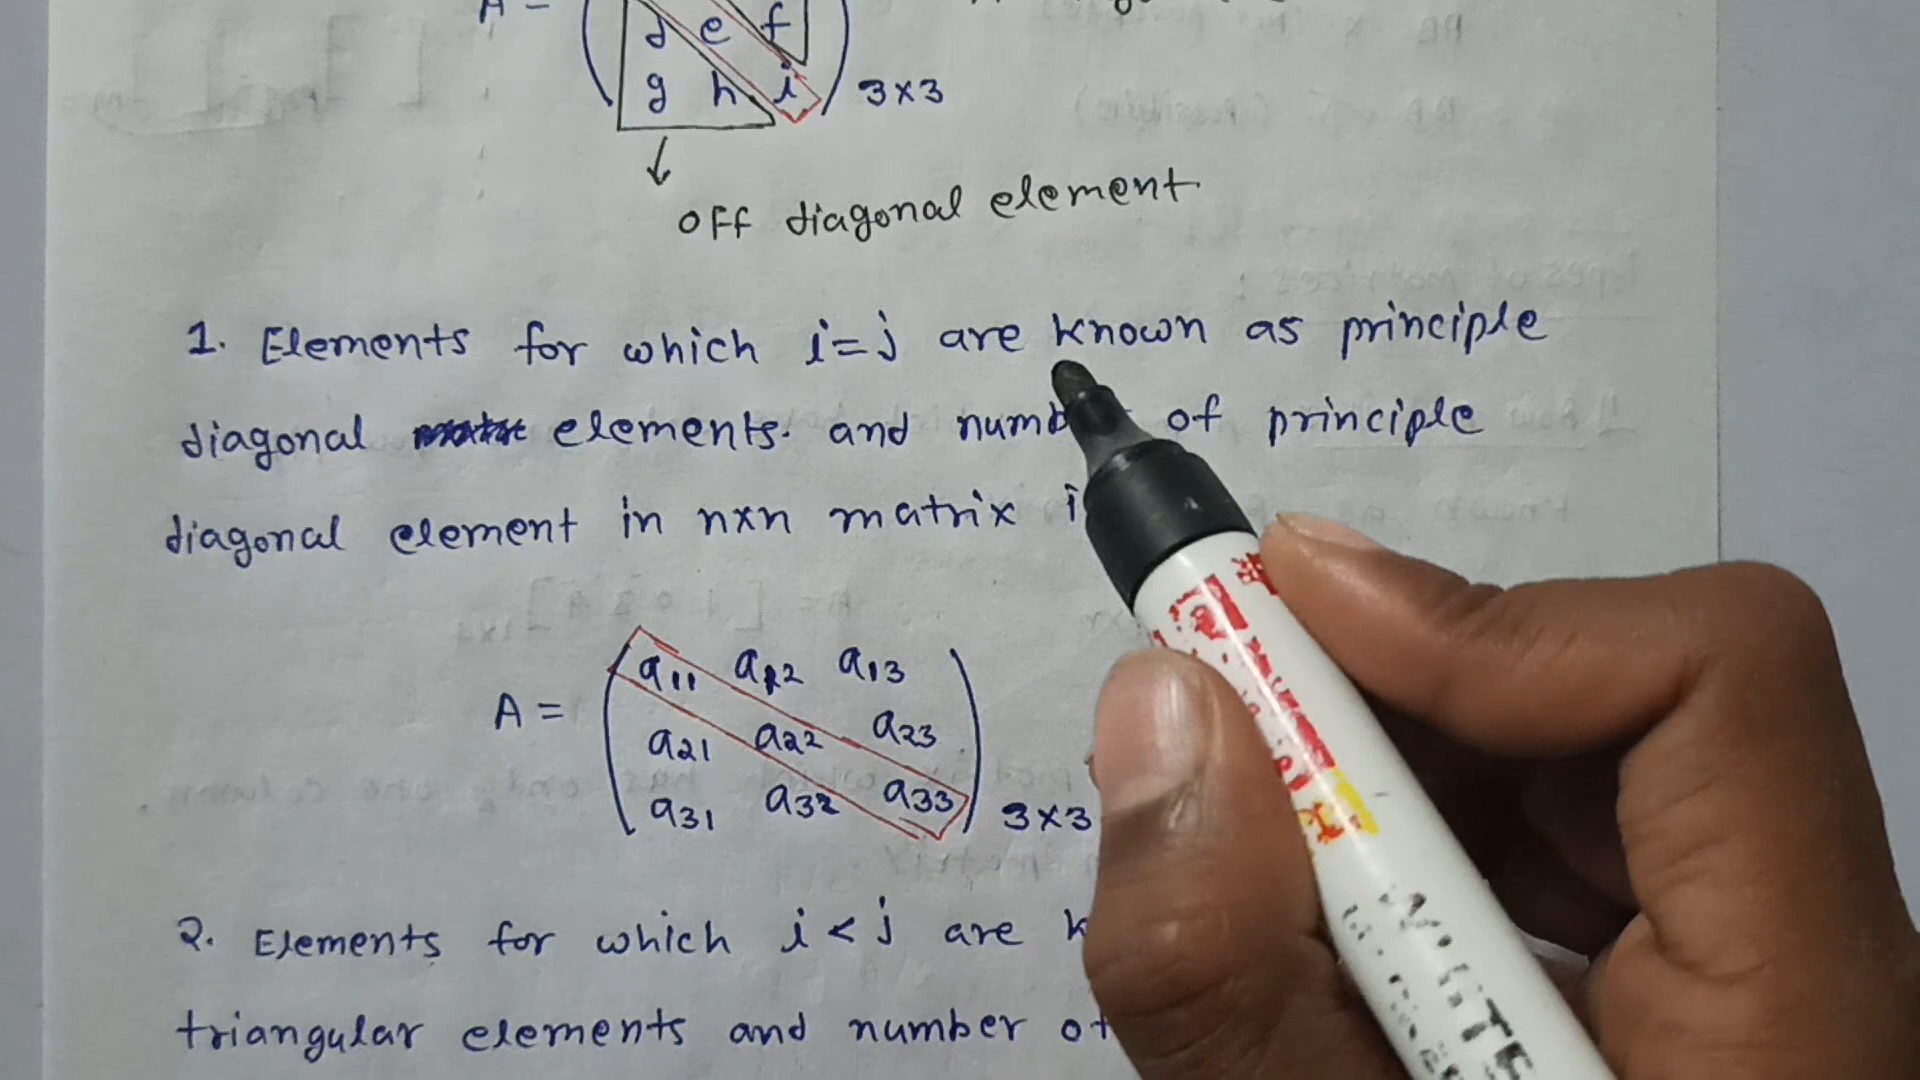 A =
d e f
g h i 3×3
off diagonal element
1. Elements for which i=j are known as principle
diagonal elements. and of principle
diagonal element in n×n matrix
a11 a12 a13
A = a21 a22 a23
a31 a32 a33 3×3
2. Elements for which i < j are
triangular elements and number of